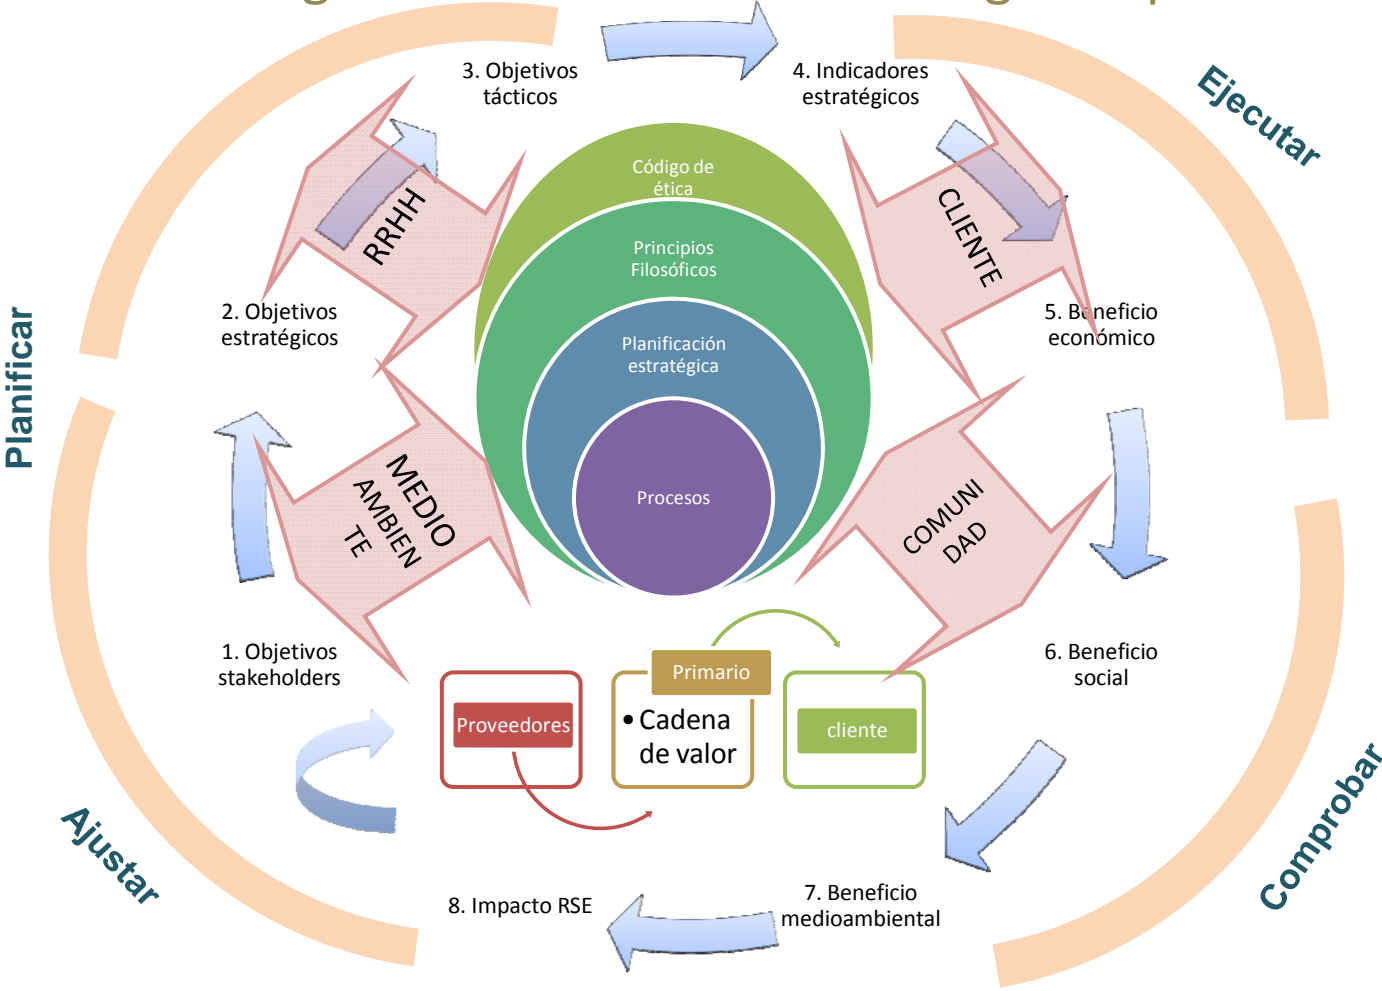 3. Objetivos
tácticos
4. Indicadores
estratégicos
Ejecutar
Código de
ética
RRHH
CLIENTE
Principios
Filosóficos
2. Objetivos
estratégicos
5. Beneficio
económico
Planificar
Planificación
estratégica
MEDIO
AMBIEN
TE
Procesos
COMUNI
DAD
1. Objetivos
stakeholders
6. Beneficio
social
Primario
Proveedores
• Cadena
de valor
cliente
Ajustar
Comprobar
8. Impacto RSE
7. Beneficio
medioambiental